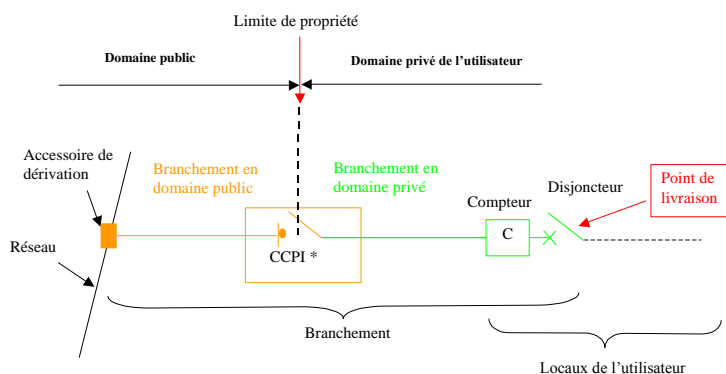 Limite de propriété
Domaine public
Domaine privé de l'utilisateur
Accessoire de
dérivation
Branchement en
domaine public
Branchement en
domaine privé
Compteur
Disjoncteur
Point de
livraison
Réseau
CCPI *
C
Branchement
Locaux de l'utilisateur